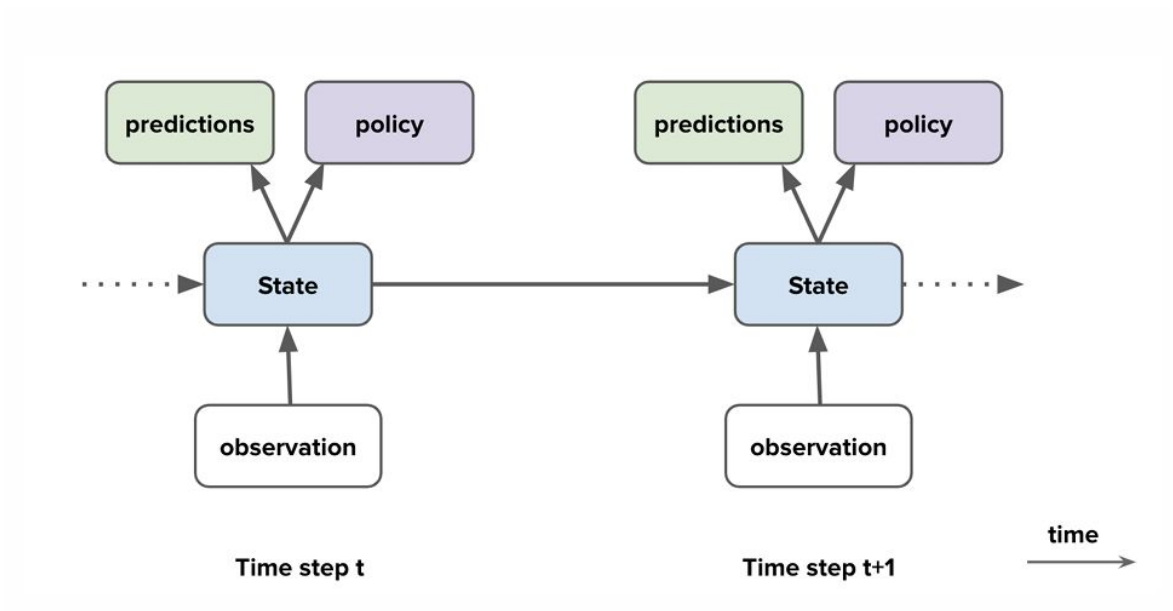 predictions
policy
predictions
policy
State
State
observation
observation
time
Time step t
Time step t+1